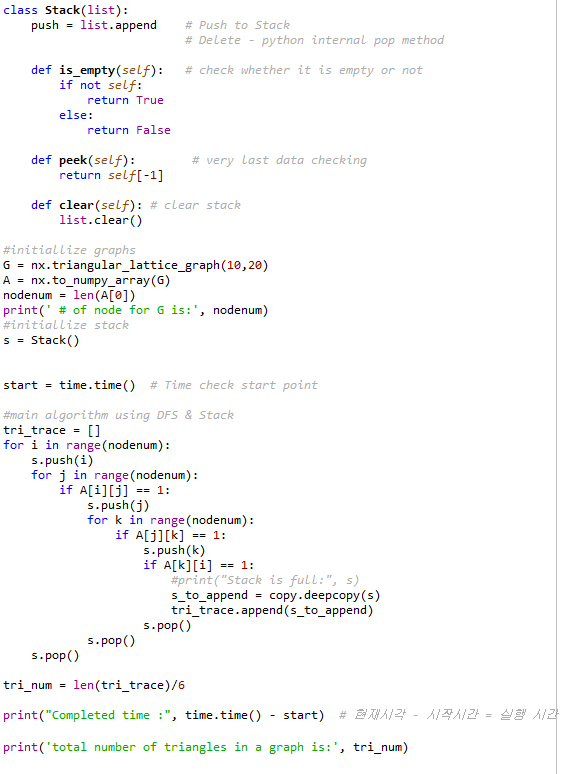 class Stack(list):
    push = list.append    # Push to Stack
                          # Delete - python internal pop method

    def is_empty(self):   # check whether it is empty or not
        if not self:
            return True
        else:
            return False

    def peek(self):        # very last data checking
        return self[-1]

    def clear(self): # clear stack
        list.clear()

#initiallize graphs
G = nx.triangular_lattice_graph(10,20)
A = nx.to_numpy_array(G)
nodenum = len(A[0])
print(' # of node for G is:', nodenum)
#initiallize stack
s = Stack()


start = time.time()  # Time check start point

#main algorithm using DFS & Stack
tri_trace = []
for i in range(nodenum):
    s.push(i)
    for j in range(nodenum):
        if A[i][j] == 1:
            s.push(j)
            for k in range(nodenum):
                if A[j][k] == 1:
                    s.push(k)
                    if A[k][i] == 1:
                        #print("Stack is full:", s)
                        s_to_append = copy.deepcopy(s)
                        tri_trace.append(s_to_append)
                    s.pop()
            s.pop()
    s.pop()

tri_num = len(tri_trace)/6

print("Completed time :", time.time() - start)  # 현재시각 - 시작시간 = 실행 시간

print('total number of triangles in a graph is:', tri_num)